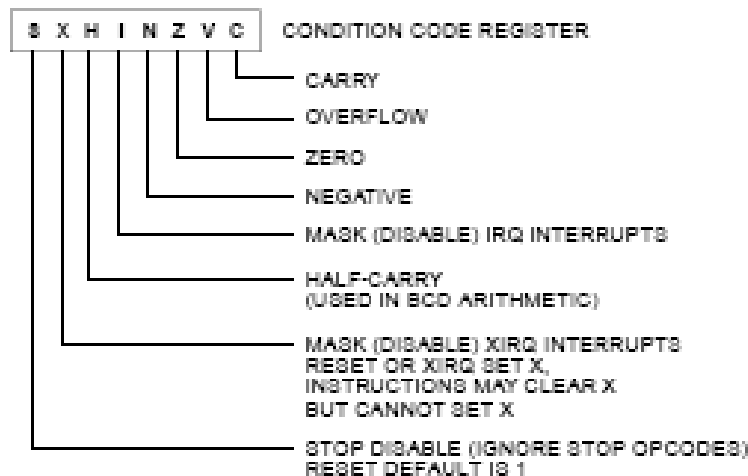 S X H I N Z V C CONDITION CODE REGISTER
CARRY
OVERFLOW
ZERO
NEGATIVE
MASK (DISABLE) IRQ INTERRUPTS
HALF-CARRY
(USED IN BCD ARITHMETIC)
MASK (DISABLE) XIRQ INTERRUPTS
RESET OR XIRQ SET X,
INSTRUCTIONS MAY CLEAR X
BUT CANNOT SET X
STOP DISABLE (IGNORE STOP OPCODES)
RESET DEFAULT IS 1